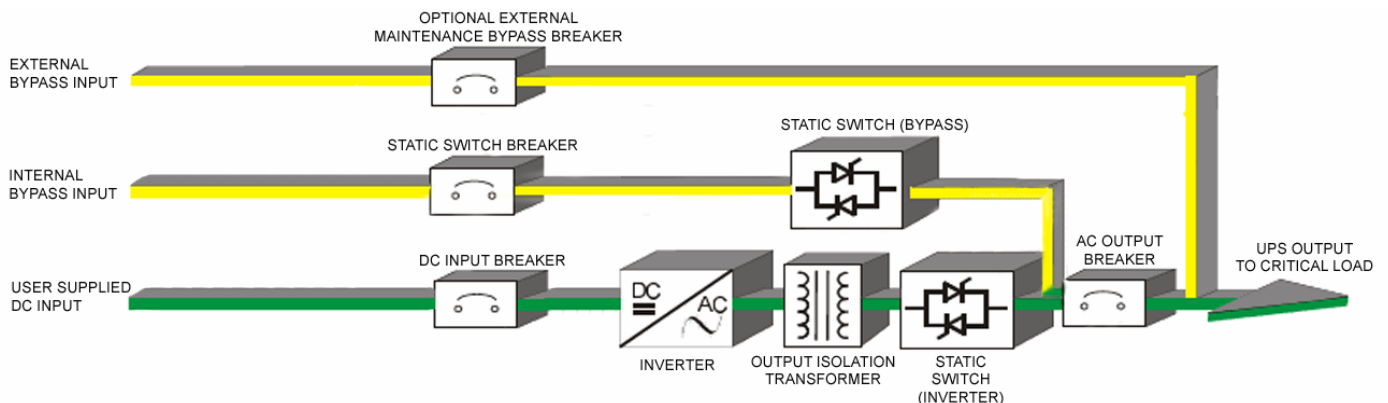 OPTIONAL EXTERNAL
MAINTENANCE BYPASS BREAKER
EXTERNAL
BYPASS INPUT
STATIC SWITCH (BYPASS)
STATIC SWITCH BREAKER
INTERNAL
BYPASS INPUT
AC OUTPUT
BREAKER
UPS OUTPUT
TO CRITICAL LOAD
DC INPUT BREAKER
USER SUPPLIED
DC INPUT
DC
AC
INVERTER
OUTPUT ISOLATION
TRANSFORMER
STATIC
SWITCH
(INVERTER)